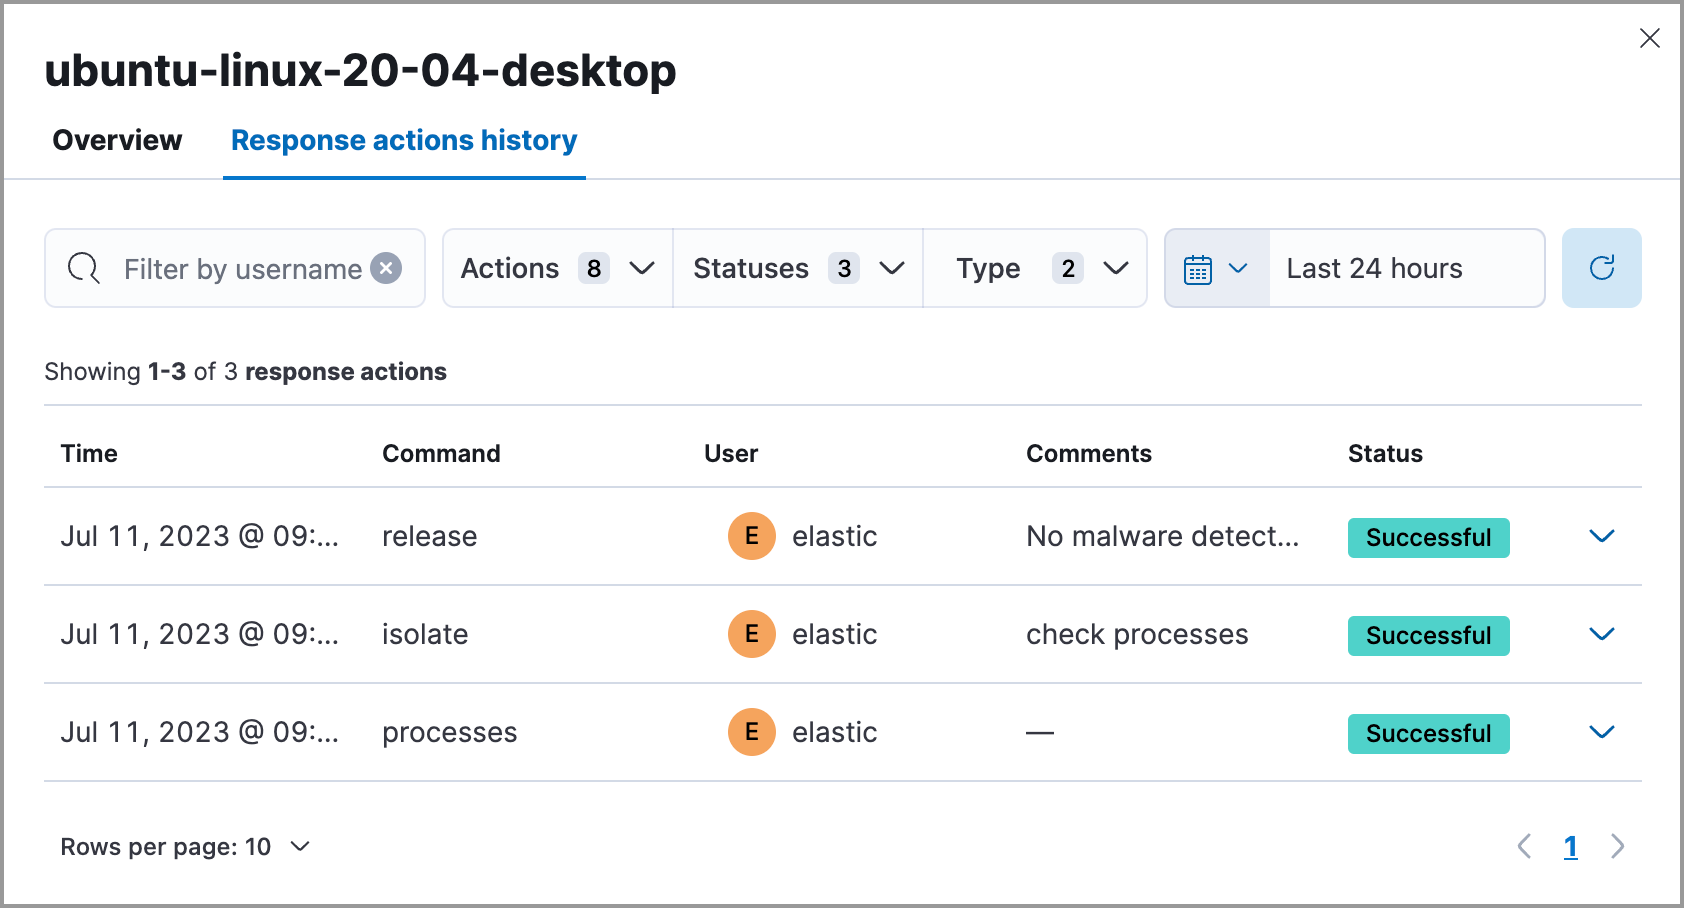 ubuntu-linux-20-04-desktop
Overview Response actions history
Filter by username Actions 8 Statuses 3 Type 2 Last 24 hours
Showing 1-3 of 3 response actions
Time Command User Comments Status
Jul 11, 2023 @ 09:... release E elastic No malware detect... Successful
Jul 11, 2023 @ 09:... isolate E elastic check processes Successful
Jul 11, 2023 @ 09:... processes E elastic — Successful
Rows per page: 10 1